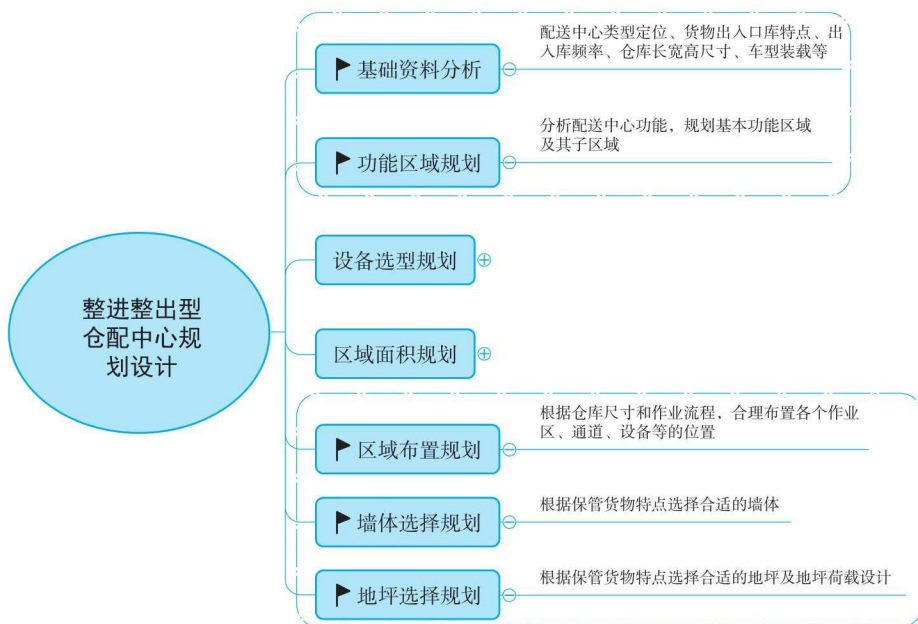 整进整出型
仓配中心规
划设计
基础资料分析
配送中心类型定位、货物出入口库特点、出
入库频率、仓库长宽高尺寸、车型装载等
功能区域规划
分析配送中心功能，规划基本功能区域
及其子区域
设备选型规划
区域面积规划
区域布置规划
根据仓库尺寸和作业流程，合理布置各个作业
区、通道、设备等的位置
墙体选择规划
根据保管货物特点选择合适的墙体
地坪选择规划
根据保管货物特点选择合适的地坪及地坪荷载设计